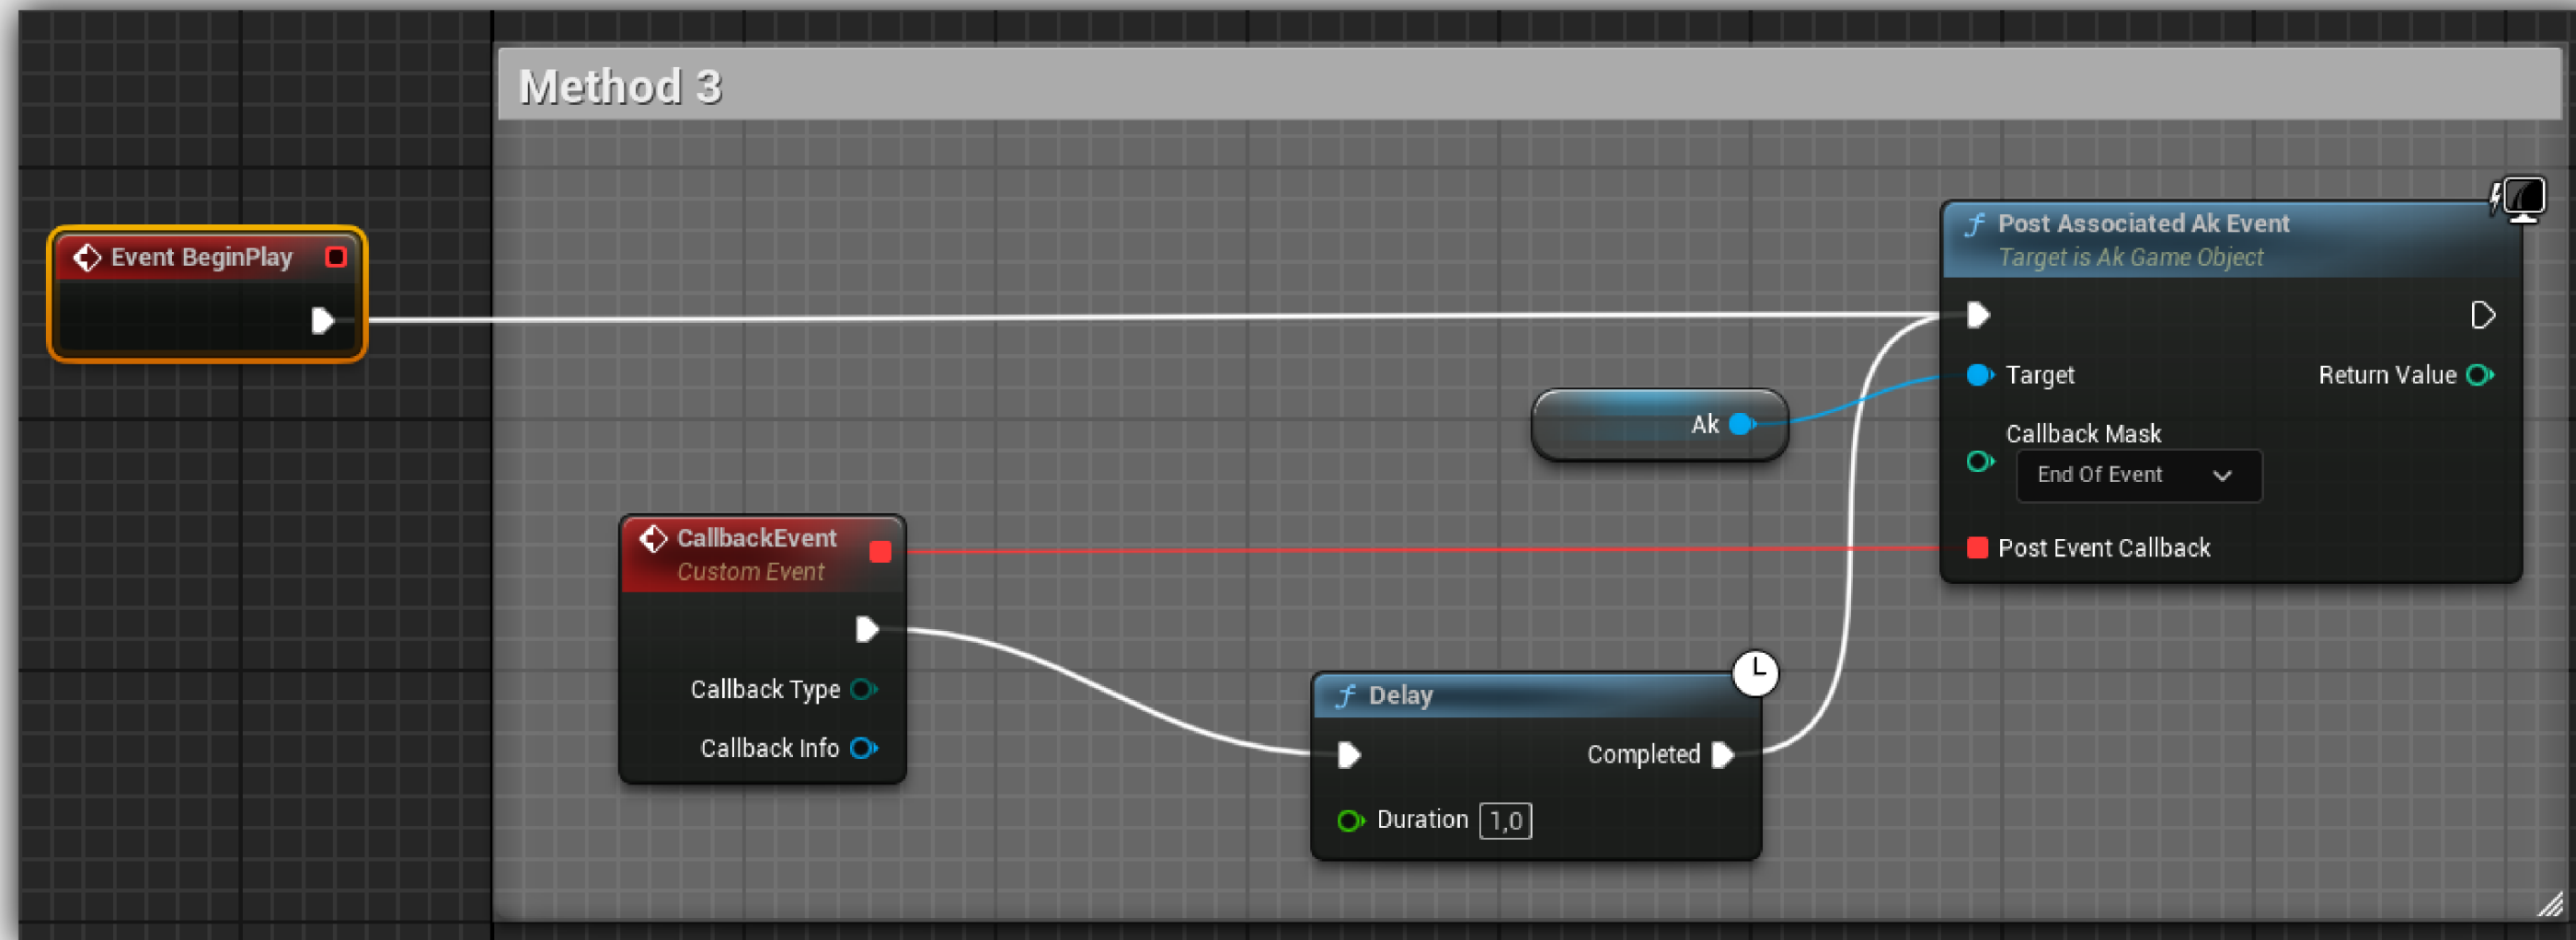 Method 3
Event BeginPlay
f Post Associated Ak Event
Target is Ak Game Object
Target
Return Value
Ak
Callback Mask
End Of Event
CallbackEvent
Custom Event
Post Event Callback
Callback Type
Callback Info
f Delay
Completed
Duration 1,0